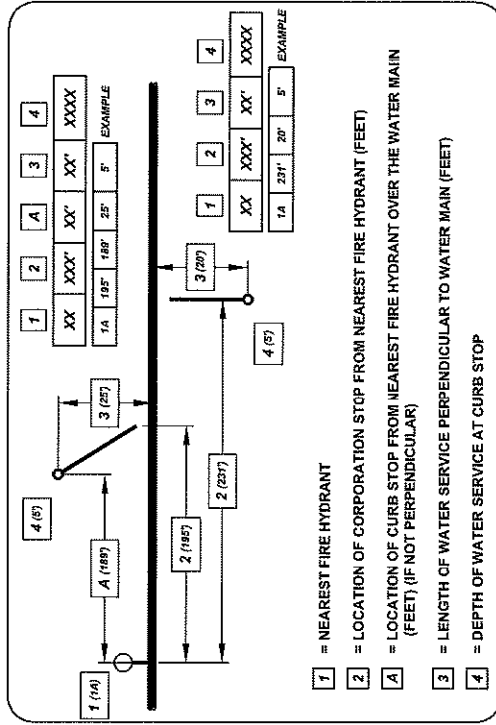 1 2 A 3 4
XX XXX' XX' XX' XXXX
1A 195' 189' 25' 5' EXAMPLE
4 (5')
3 (25')
A (189')
1 (1A)
2 (195')
2 (231')
3 (20')
4 (5')
1 2 3 4
XX XXX' XX' XXXX
1A 231' 20' 5' EXAMPLE
1 = NEAREST FIRE HYDRANT
2 = LOCATION OF CORPORATION STOP FROM NEAREST FIRE HYDRANT (FEET)
A = LOCATION OF CURB STOP FROM NEAREST FIRE HYDRANT OVER THE WATER MAIN
(FEET) (IF NOT PERPENDICULAR)
3 = LENGTH OF WATER SERVICE PERPENDICULAR TO WATER MAIN (FEET)
4 = DEPTH OF WATER SERVICE AT CURB STOP